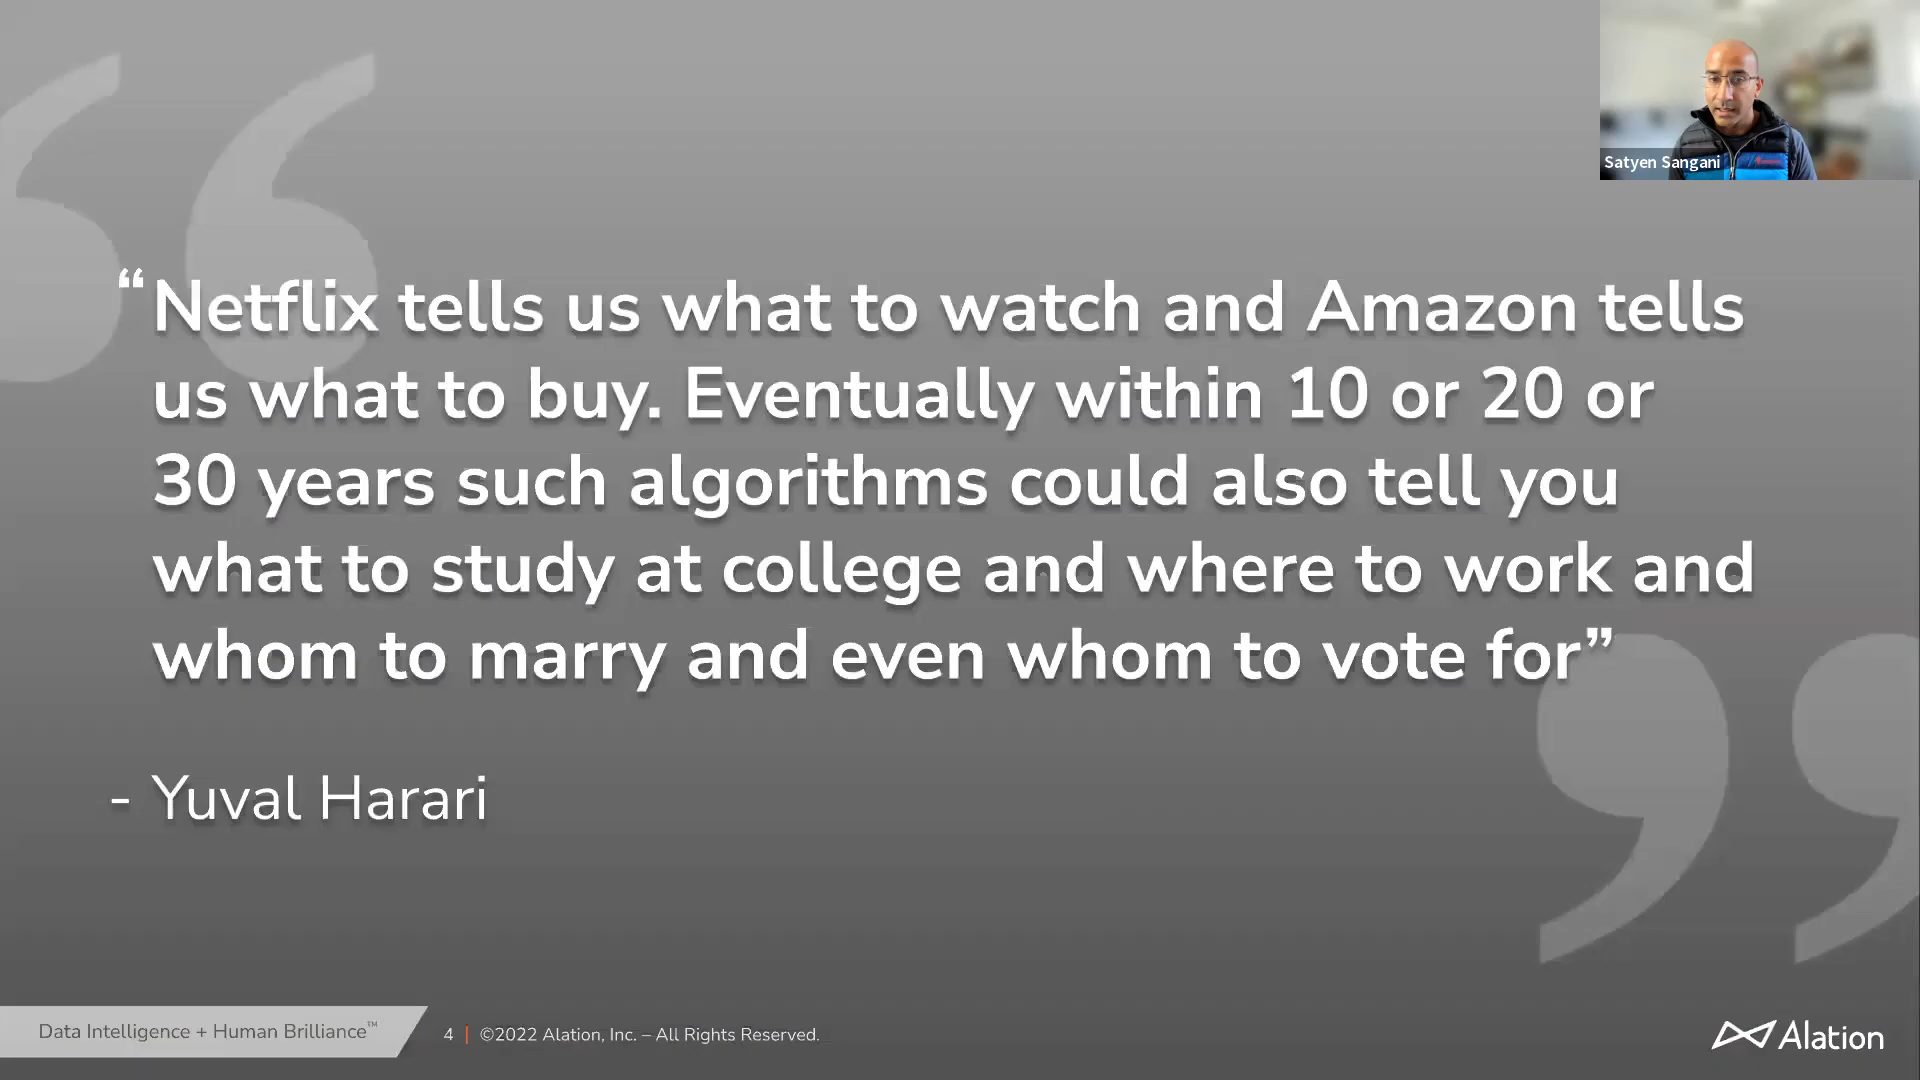 Satyen Sangani
“Netflix tells us what to watch and Amazon tells
us what to buy. Eventually within 10 or 20 or
30 years such algorithms could also tell you
what to study at college and where to work and
whom to marry and even whom to vote for”
- Yuval Harari
Data Intelligence + Human Brilliance™
4 | ©2022 Alation, Inc. – All Rights Reserved.
Alation